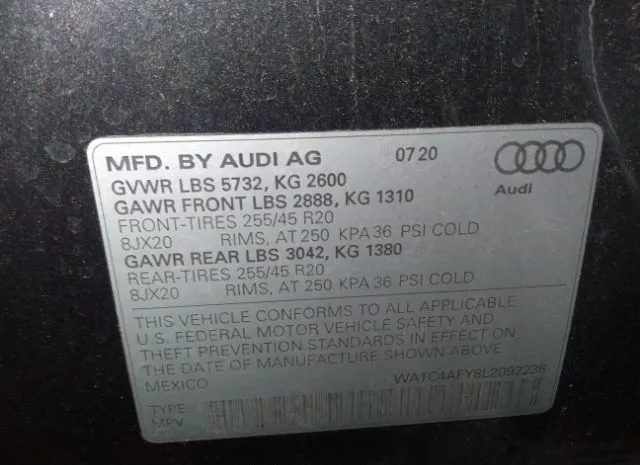 MFD. BY AUDI AG 07 20
GVWR LBS 5732, KG 2600
GAWR FRONT LBS 2888, KG 1310
FRONT-TIRES 255/45 R20
8JX20 RIMS, AT 250 KPA 36 PSI COLD
GAWR REAR LBS 3042, KG 1380
REAR-TIRES 255/45 R20
8JX20 RIMS, AT 250 KPA 36 PSI COLD
Audi
THIS VEHICLE CONFORMS TO ALL APPLICABLE
U.S. FEDERAL MOTOR VEHICLE SAFETY AND
THEFT PREVENTION STANDARDS IN EFFECT ON
THE DATE OF MANUFACTURE SHOWN ABOVE
MEXICO WA1C4AFY8L2092238
TYPE:
MPV